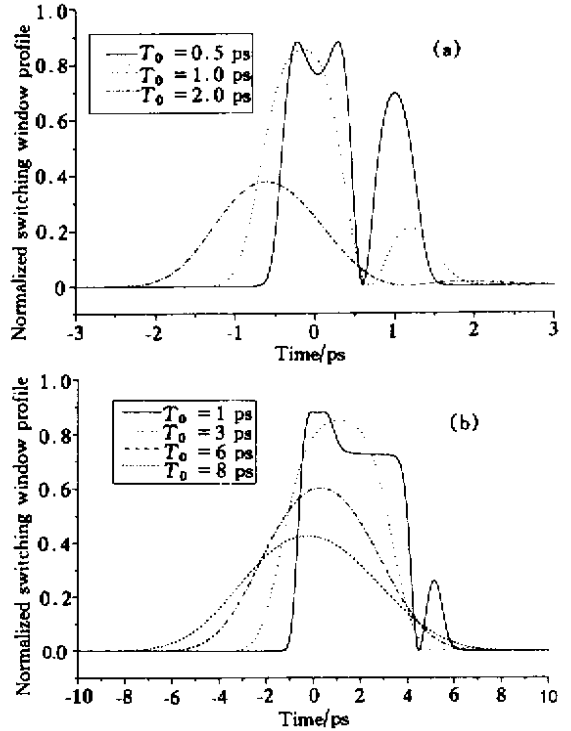 1.0
0.8
0.6
0.4
0.2
0
Normalized switching window profile
T₀ = 0.5 ps
T₀ = 1.0 ps
T₀ = 2.0 ps
(a)
-3 -2 -1 0 1 2 3
Time/ps
1.0
0.8
0.6
0.4
0.2
0.0
Normalized switching window profile
T₀ = 1 ps
T₀ = 3 ps
T₀ = 6 ps
T₀ = 8 ps
(b)
-10 -8 -6 -4 -2 0 2 4 6 8 10
Time/ps